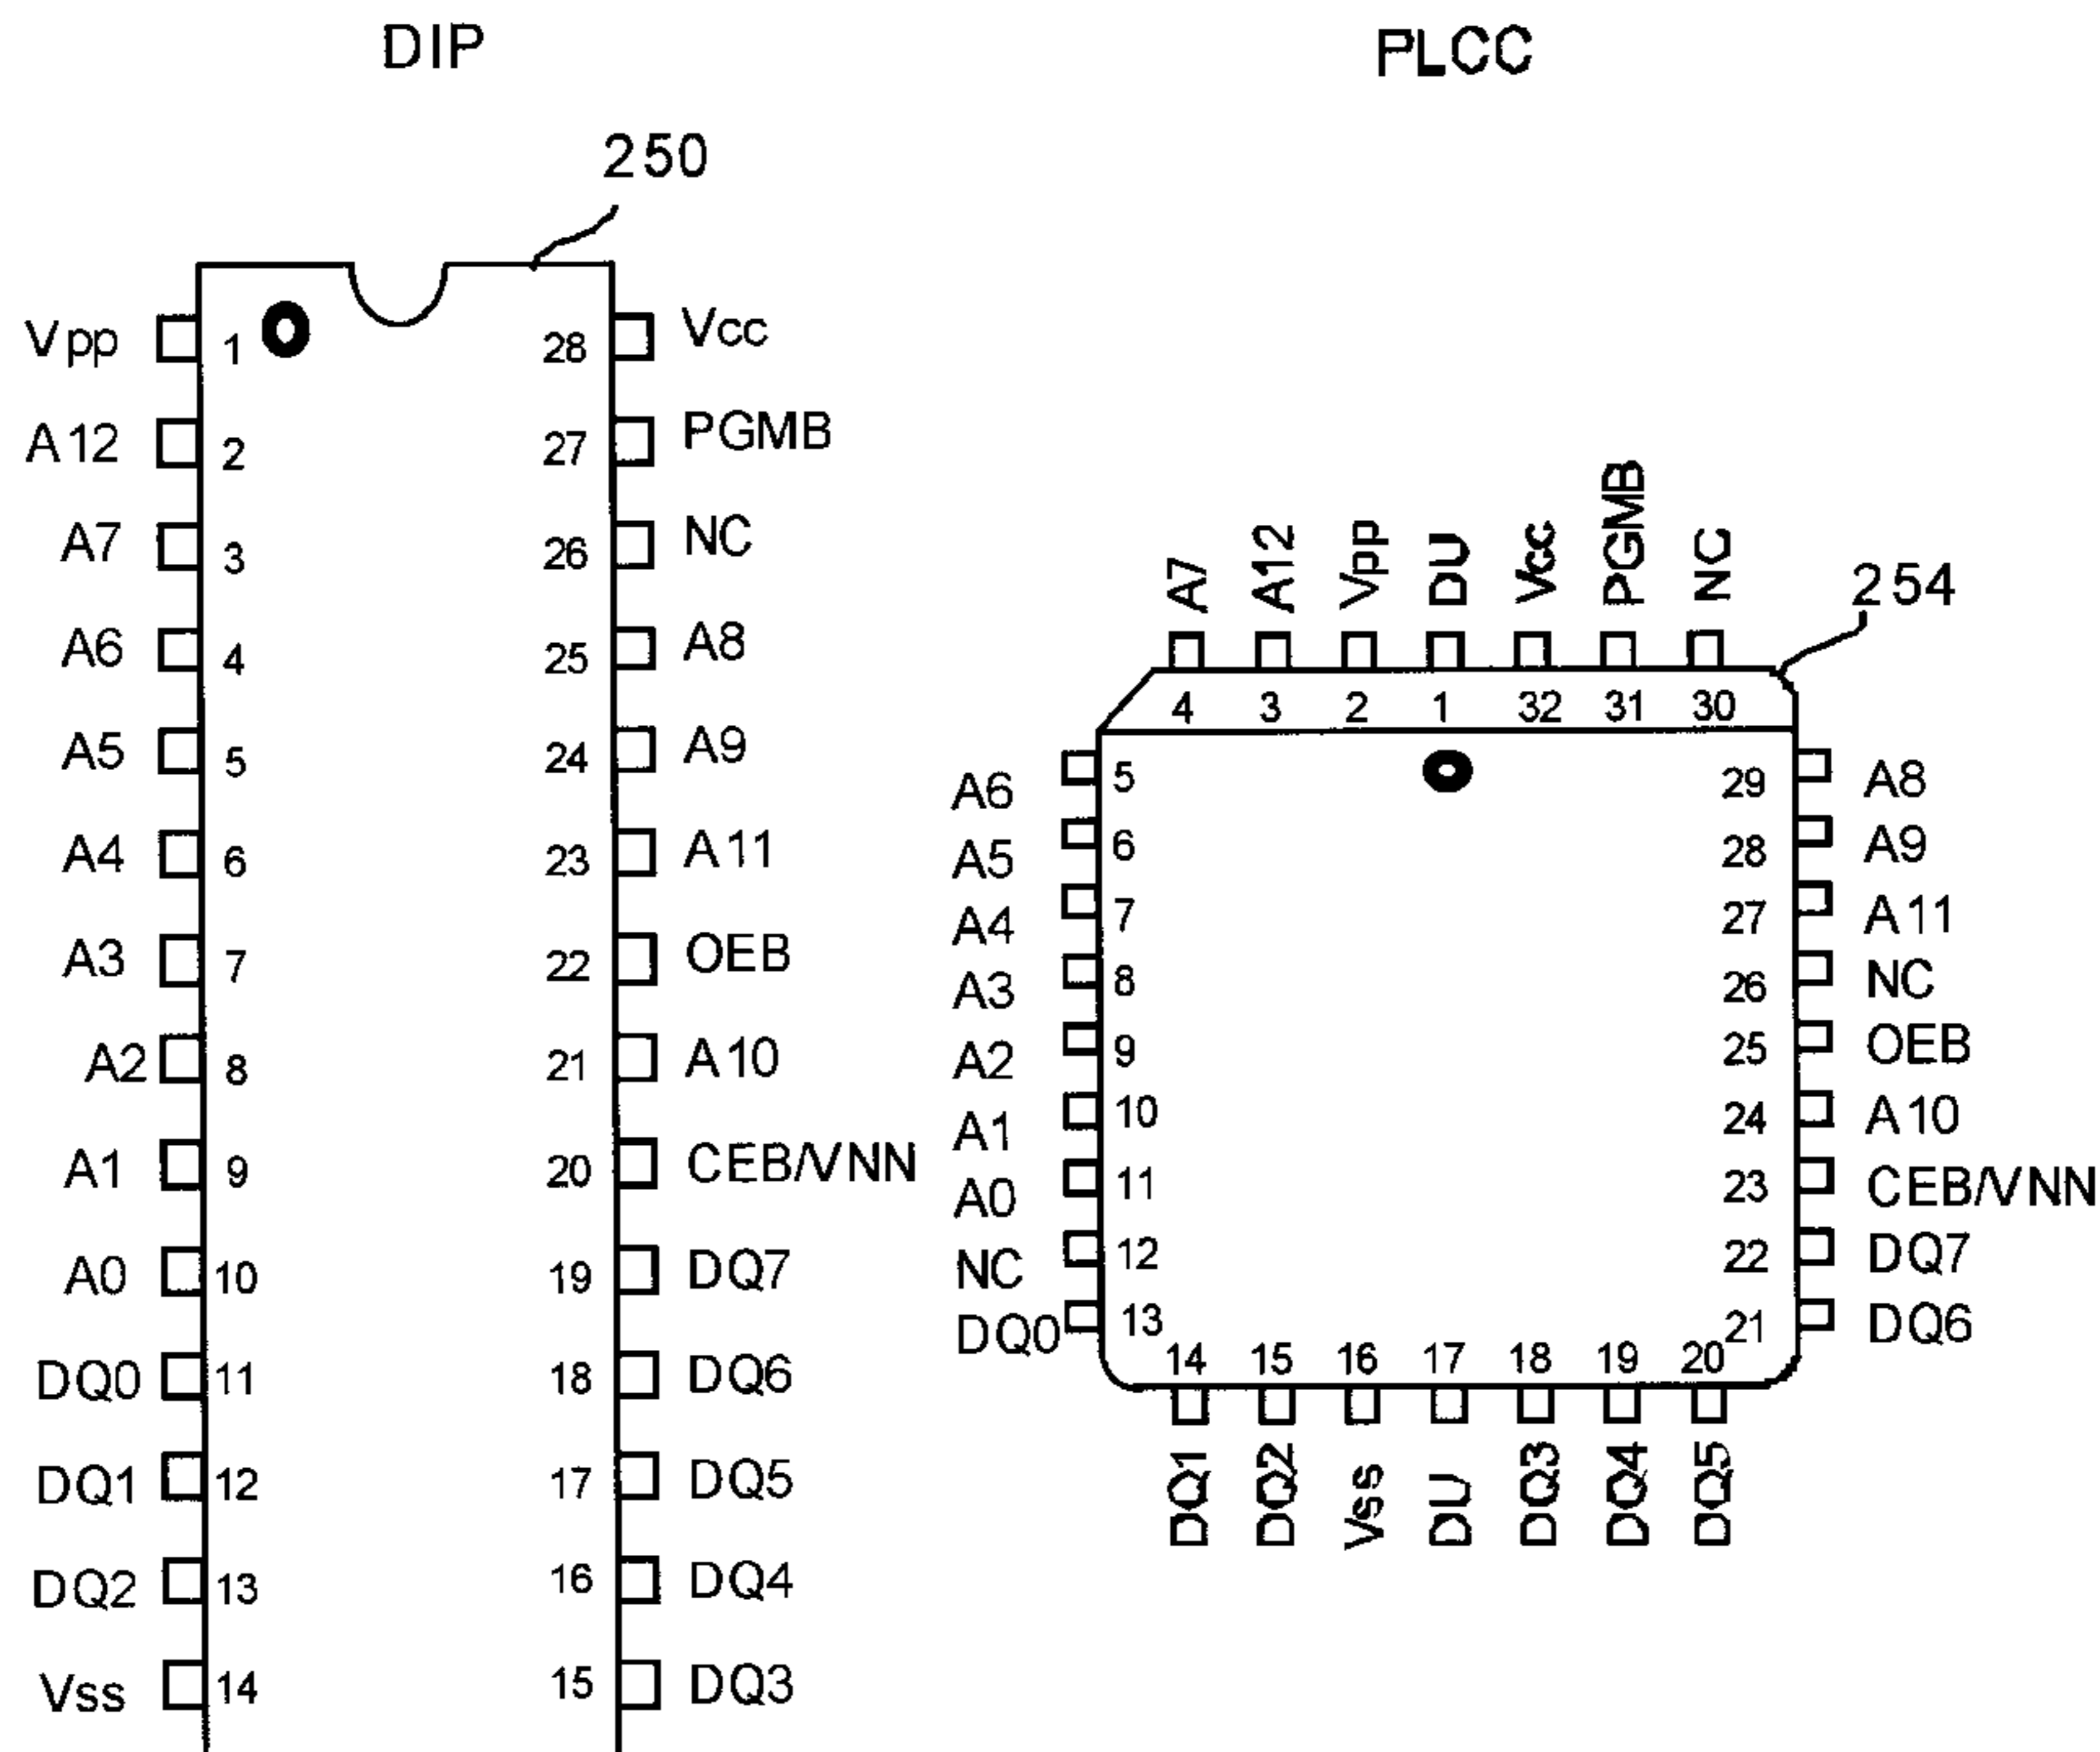 DIP
250
Vpp 1 28 Vcc
A12 2 27 PGMB
A7 3 26 NC
A6 4 25 A8
A5 5 24 A9
A4 6 23 A11
A3 7 22 OEB
A2 8 21 A10
A1 9 20 CEB/VNN
A0 10 19 DQ7
DQ0 11 18 DQ6
DQ1 12 17 DQ5
DQ2 13 16 DQ4
Vss 14 15 DQ3
PLCC
254
A7 A12 Vpp DU Vcc PGMB NC
4 3 2 1 32 31 30
A6 5 29 A8
A5 6 28 A9
A4 7 27 A11
A3 8 26 NC
A2 9 25 OEB
A1 10 24 A10
A0 11 23 CEB/VNN
NC 12 22 DQ7
DQ0 13 21 DQ6
14 15 16 17 18 19 20
DQ1 DQ2 Vss DU DQ3 DQ4 DQ5